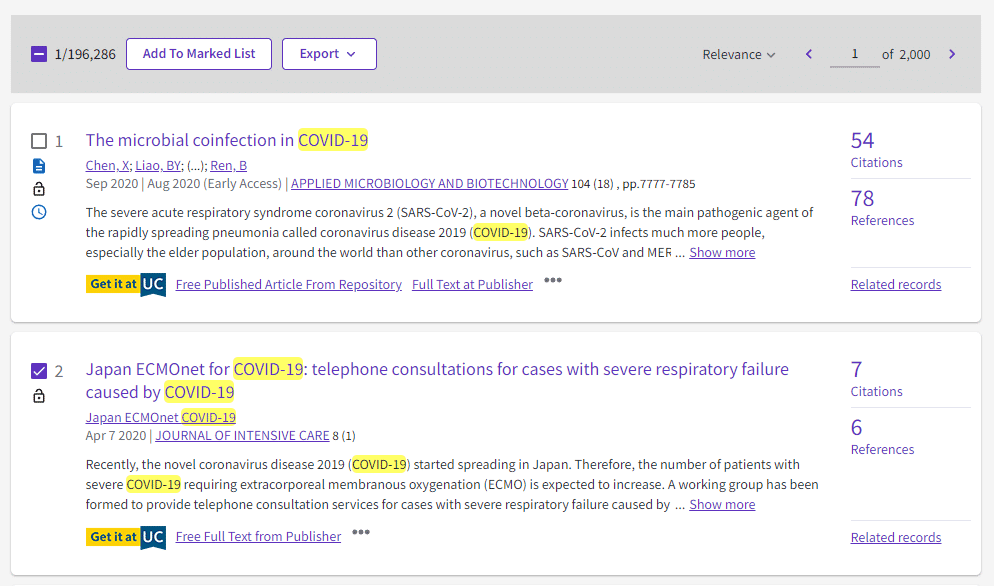 1/196,286 Add To Marked List Export Relevance 1 of 2,000
1 The microbial coinfection in COVID-19
Chen, X; Liao, BY; (...); Ren, B
Sep 2020 | Aug 2020 (Early Access) | APPLIED MICROBIOLOGY AND BIOTECHNOLOGY 104 (18) , pp.7777-7785
The severe acute respiratory syndrome coronavirus 2 (SARS-CoV-2), a novel beta-coronavirus, is the main pathogenic agent of
the rapidly spreading pneumonia called coronavirus disease 2019 (COVID-19). SARS-CoV-2 infects much more people,
especially the elder population, around the world than other coronavirus, such as SARS-CoV and MER ... Show more
Get it at UC Free Published Article From Repository Full Text at Publisher •••
54
Citations
78
References
Related records
2 Japan ECMOnet for COVID-19: telephone consultations for cases with severe respiratory failure
caused by COVID-19
Japan ECMOnet COVID-19
Apr 7 2020 | JOURNAL OF INTENSIVE CARE 8 (1)
Recently, the novel coronavirus disease 2019 (COVID-19) started spreading in Japan. Therefore, the number of patients with
severe COVID-19 requiring extracorporeal membranous oxygenation (ECMO) is expected to increase. A working group has been
formed to provide telephone consultation services for cases with severe respiratory failure caused by ... Show more
Get it at UC Free Full Text from Publisher •••
7
Citations
6
References
Related records